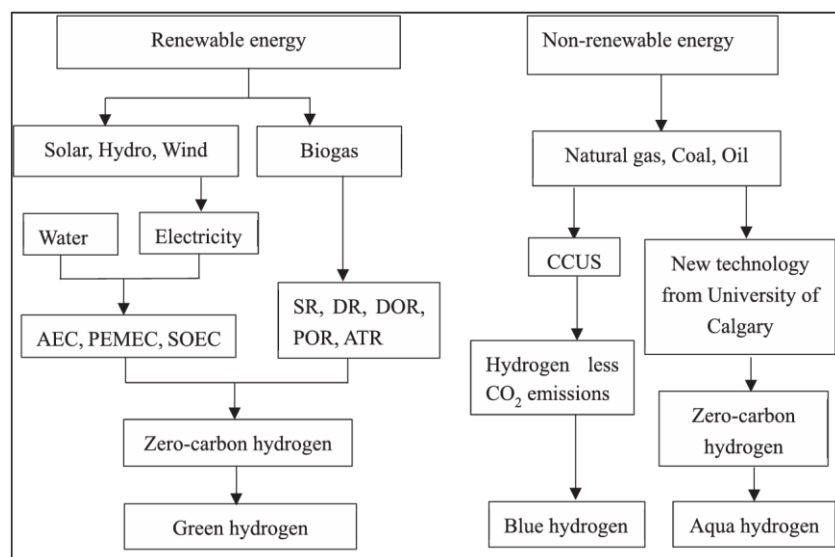 Renewable energy
Non-renewable energy
Solar, Hydro, Wind
Biogas
Natural gas, Coal, Oil
Water
Electricity
CCUS
New technology
from University of
Calgary
AEC, PEMEC, SOEC
SR, DR, DOR,
POR, ATR
Hydrogen less
CO₂ emissions
Zero-carbon hydrogen
Zero-carbon
hydrogen
Green hydrogen
Blue hydrogen
Aqua hydrogen